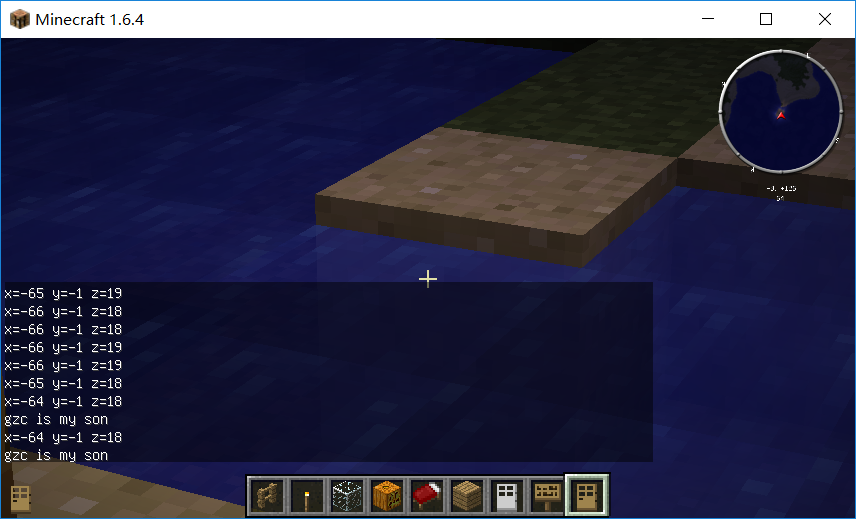 Minecraft 1.6.4
64
x=-65 y=-1 z=19
x=-66 y=-1 z=18
x=-66 y=-1 z=18
x=-66 y=-1 z=19
x=-66 y=-1 z=19
x=-65 y=-1 z=18
x=-64 y=-1 z=18
gzc is my son
x=-64 y=-1 z=18
gzc is my son